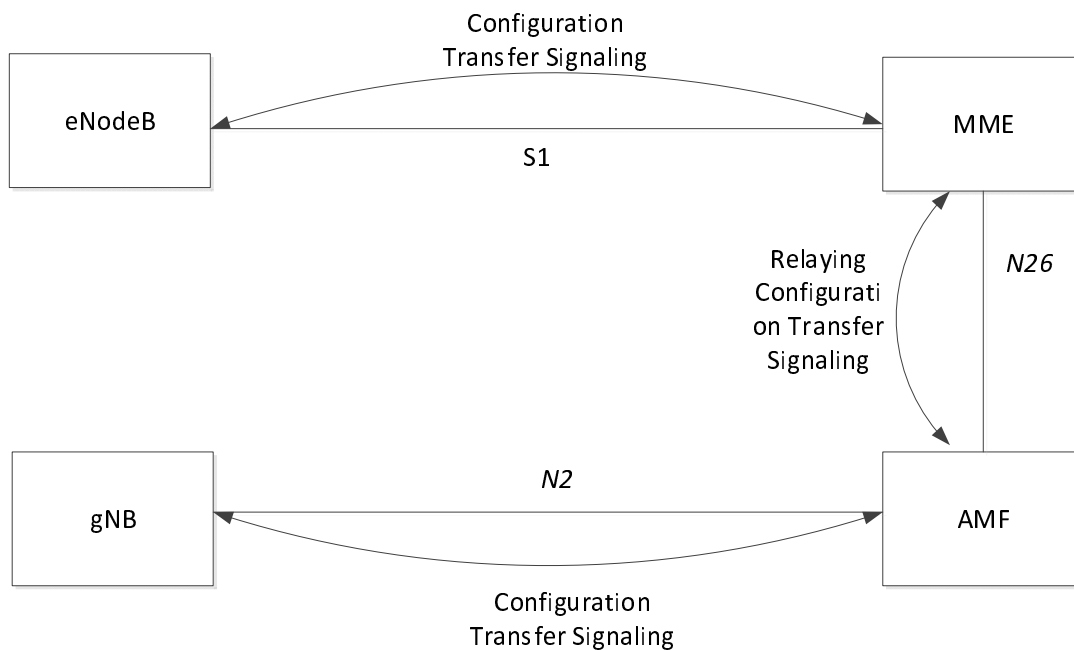 Configuration
Transfer Signaling
eNodeB
MME
S1
Relaying
Configurati
on Transfer
Signaling
N26
N2
gNB
AMF
Configuration
Transfer Signaling